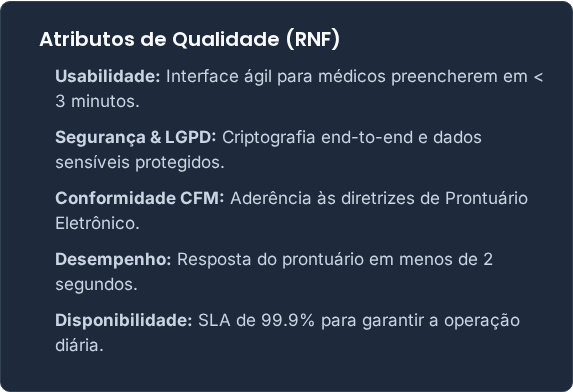 Atributos de Qualidade (RNF)
Usabilidade: Interface ágil para médicos preencherem em <
3 minutos.
Segurança & LGPD: Criptografia end-to-end e dados
sensíveis protegidos.
Conformidade CFM: Aderência às diretrizes de Prontuário
Eletrônico.
Desempenho: Resposta do prontuário em menos de 2
segundos.
Disponibilidade: SLA de 99.9% para garantir a operação
diária.